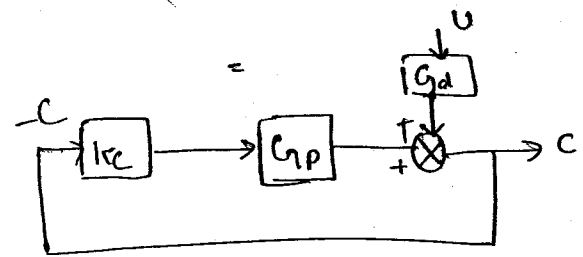 U
=
Gd
-C
Kc
Gp
+
+
C